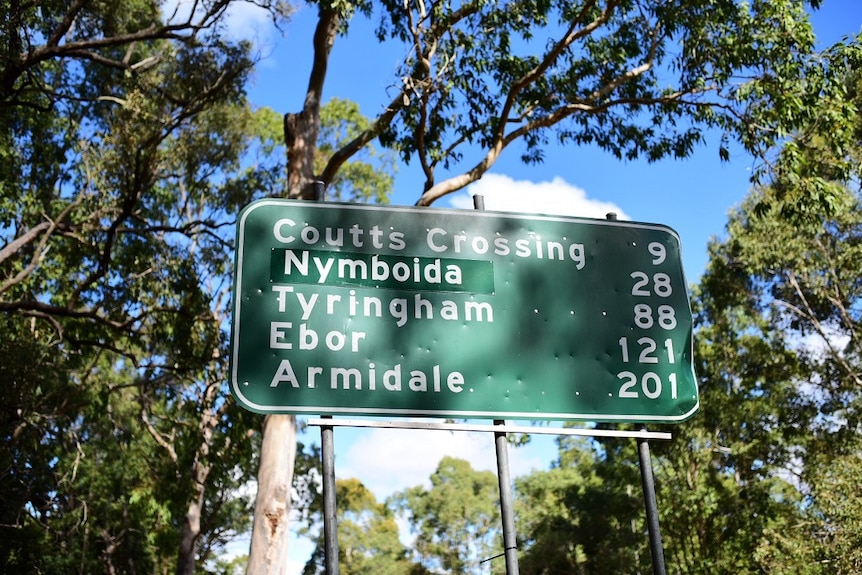 Coutts Crossing 9
Nymboida 28
Tyringham 88
Ebor 121
Armidale 201